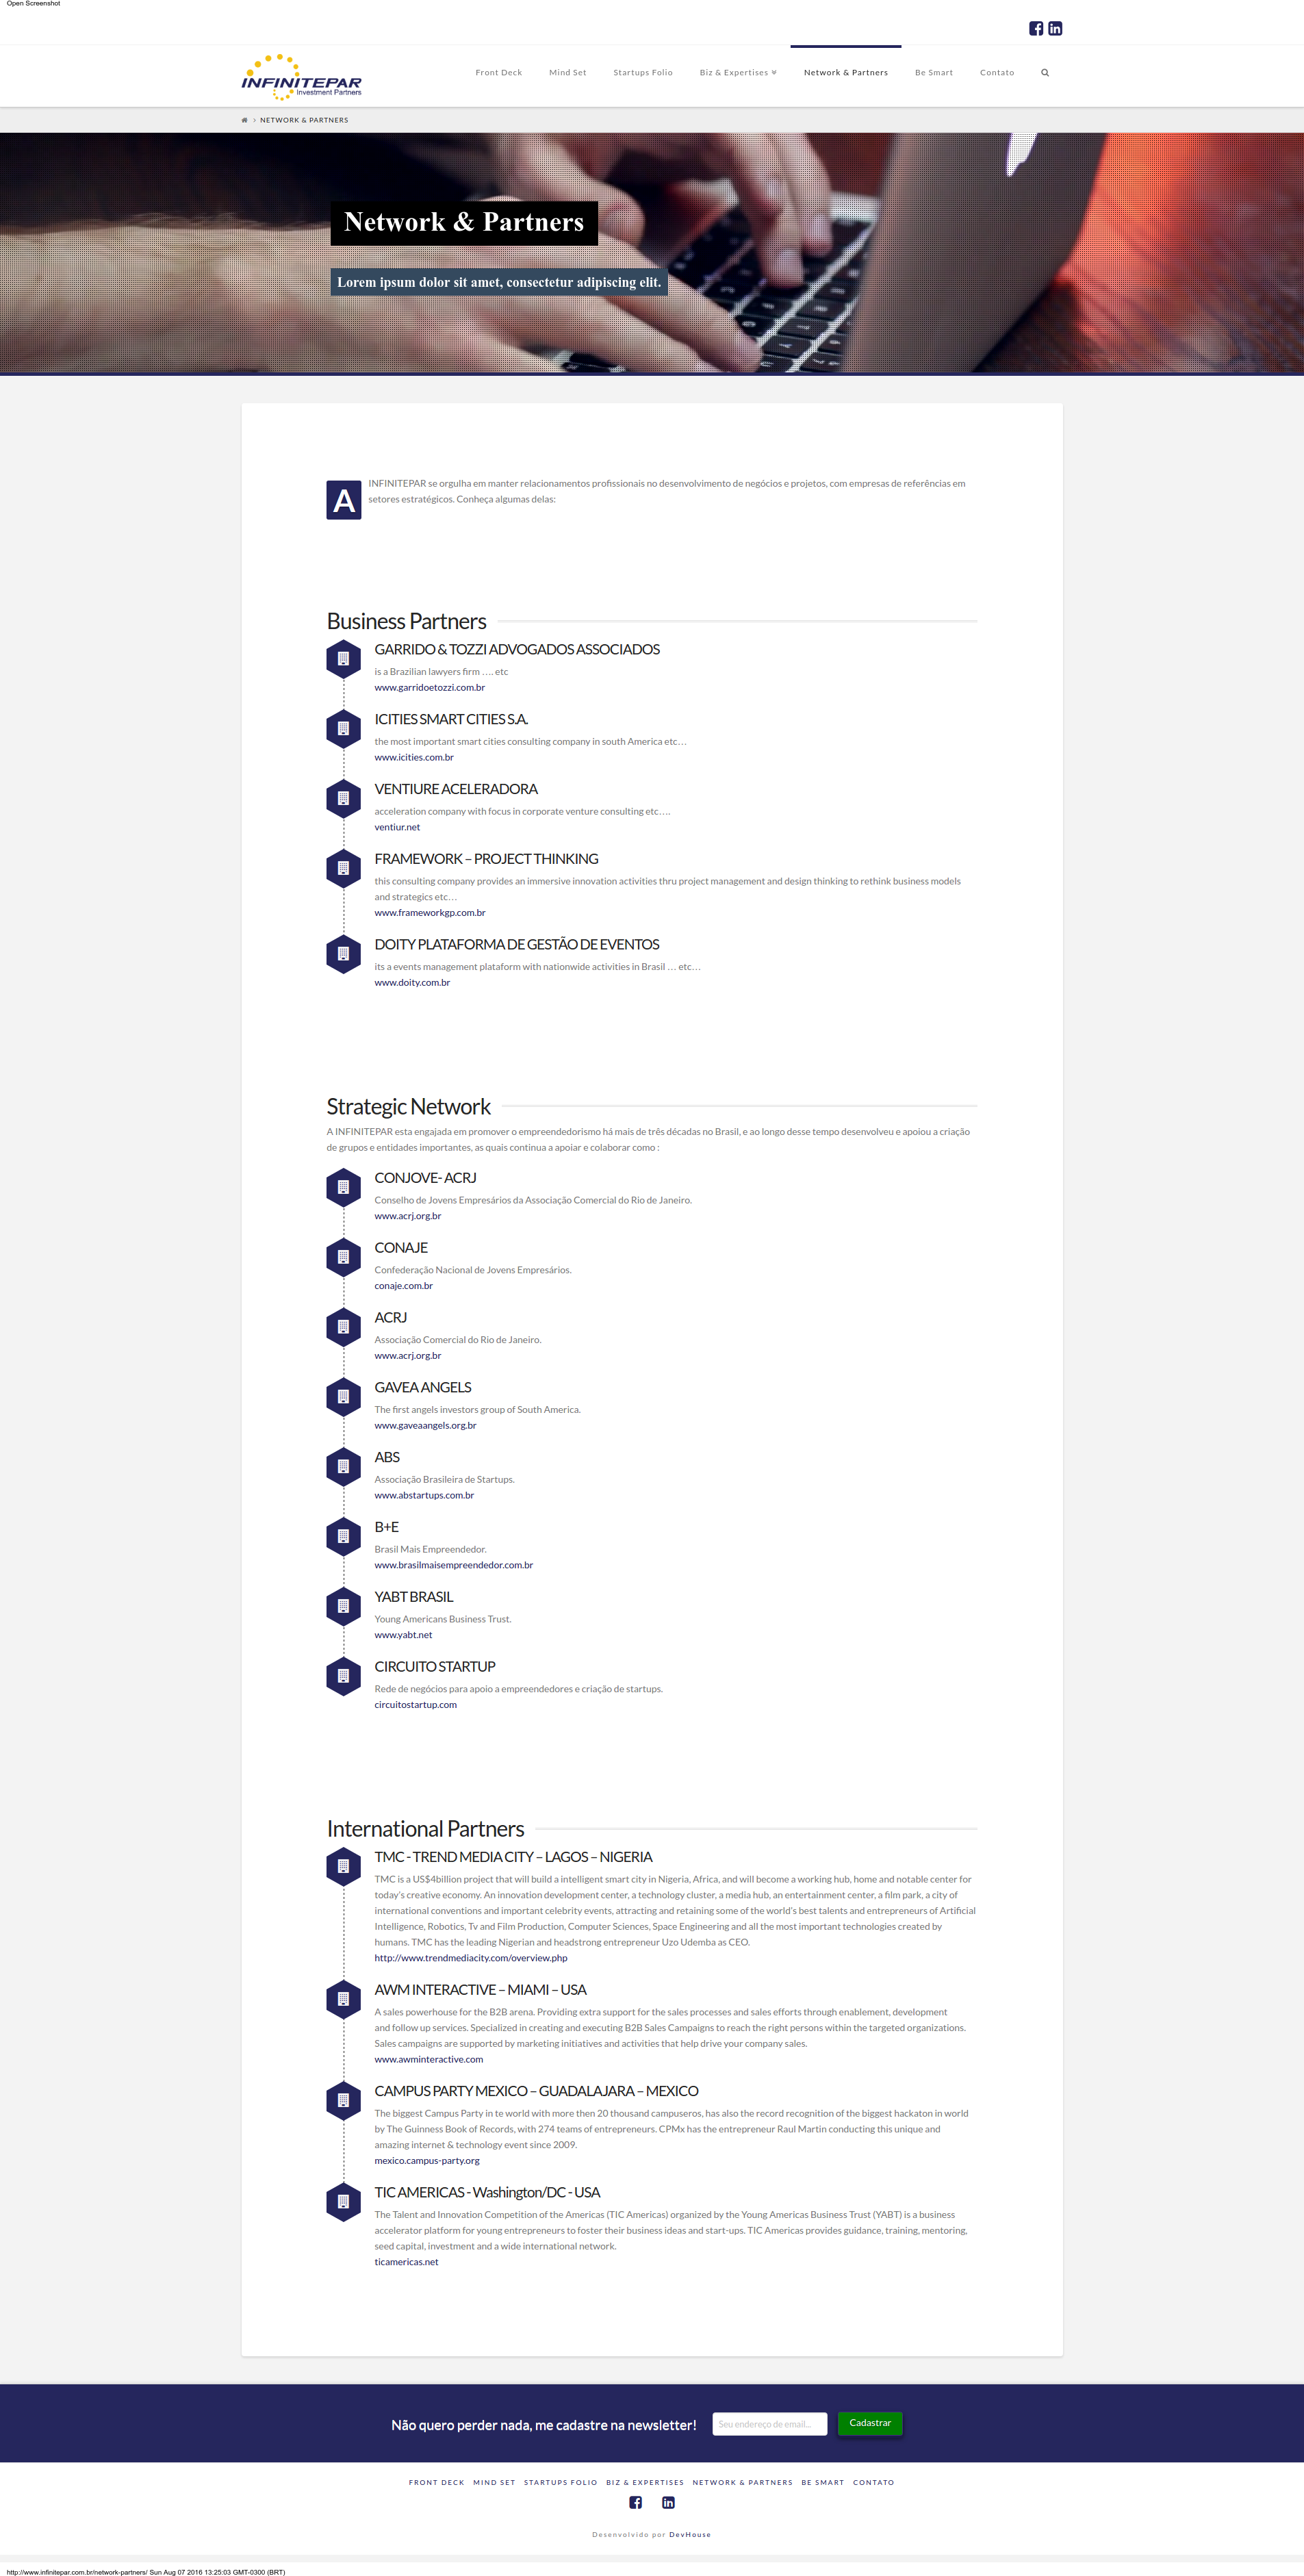 Open Screenshot
INFINITEPAR
Investment Partners
Front Deck Mind Set Startups Folio Biz & Expertises Network & Partners Be Smart Contato
NETWORK & PARTNERS
Network & Partners
Lorem ipsum dolor sit amet, consectetur adipiscing elit.
A INFINITEPAR se orgulha em manter relacionamentos profissionais no desenvolvimento de negócios e projetos, com empresas de referências em
setores estratégicos. Conheça algumas delas:
Business Partners
GARRIDO & TOZZI ADVOGADOS ASSOCIADOS
is a Brazilian lawyers firm …. etc
www.garridoetozzi.com.br
ICITIES SMART CITIES S.A.
the most important smart cities consulting company in south America etc…
www.icities.com.br
VENTIURE ACELERADORA
acceleration company with focus in corporate venture consulting etc….
ventiur.net
FRAMEWORK – PROJECT THINKING
this consulting company provides an immersive innovation activities thru project management and design thinking to rethink business models
and strategics etc…
www.frameworkgp.com.br
DOITY PLATAFORMA DE GESTÃO DE EVENTOS
its a events management plataform with nationwide activities in Brasil … etc…
www.doity.com.br
Strategic Network
A INFINITEPAR esta engajada em promover o empreendedorismo há mais de três décadas no Brasil, e ao longo desse tempo desenvolveu e apoiou a criação
de grupos e entidades importantes, as quais continua a apoiar e colaborar como :
CONJOVE- ACRJ
Conselho de Jovens Empresários da Associação Comercial do Rio de Janeiro.
www.acrj.org.br
CONAJE
Confederação Nacional de Jovens Empresários.
conaje.com.br
ACRJ
Associação Comercial do Rio de Janeiro.
www.acrj.org.br
GAVEA ANGELS
The first angels investors group of South America.
www.gaveaangels.org.br
ABS
Associação Brasileira de Startups.
www.abstartups.com.br
B+E
Brasil Mais Empreendedor.
www.brasilmaisempreendedor.com.br
YABT BRASIL
Young Americans Business Trust.
www.yabt.net
CIRCUITO STARTUP
Rede de negócios para apoio a empreendedores e criação de startups.
circuitostartup.com
International Partners
TMC - TREND MEDIA CITY – LAGOS – NIGERIA
TMC is a US$4billion project that will build a intelligent smart city in Nigeria, Africa, and will become a working hub, home and notable center for
today's creative economy. An innovation development center, a technology cluster, a media hub, an entertainment center, a film park, a city of
international conventions and important celebrity events, attracting and retaining some of the world's best talents and entrepreneurs of Artificial
Intelligence, Robotics, Tv and Film Production, Computer Sciences, Space Engineering and all the most important technologies created by
humans. TMC has the leading Nigerian and headstrong entrepreneur Uzo Udemba as CEO.
http://www.trendmediacity.com/overview.php
AWM INTERACTIVE – MIAMI – USA
A sales powerhouse for the B2B arena. Providing extra support for the sales processes and sales efforts through enablement, development
and follow up services. Specialized in creating and executing B2B Sales Campaigns to reach the right persons within the targeted organizations.
Sales campaigns are supported by marketing initiatives and activities that help drive your company sales.
www.awminteractive.com
CAMPUS PARTY MEXICO – GUADALAJARA – MEXICO
The biggest Campus Party in te world with more then 20 thousand campuseros, has also the record recognition of the biggest hackaton in world
by The Guinness Book of Records, with 274 teams of entrepreneurs. CPMx has the entrepreneur Raul Martin conducting this unique and
amazing internet & technology event since 2009.
mexico.campus-party.org
TIC AMERICAS - Washington/DC - USA
The Talent and Innovation Competition of the Americas (TIC Americas) organized by the Young Americas Business Trust (YABT) is a business
accelerator platform for young entrepreneurs to foster their business ideas and start-ups. TIC Americas provides guidance, training, mentoring,
seed capital, investment and a wide international network.
ticamericas.net
Não quero perder nada, me cadastre na newsletter! Seu endereço de email... Cadastrar
FRONT DECK MIND SET STARTUPS FOLIO BIZ & EXPERTISES NETWORK & PARTNERS BE SMART CONTATO
Desenvolvido por DevHouse
http://www.infinitepar.com.br/network-partners/ Sun Aug 07 2016 13:25:03 GMT-0300 (BRT)